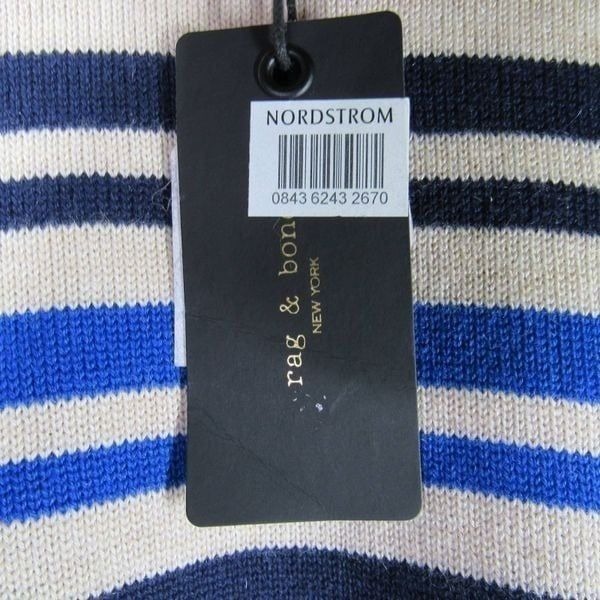 NORDSTROM
0843 6243 2670
rag & bone
NEW YORK